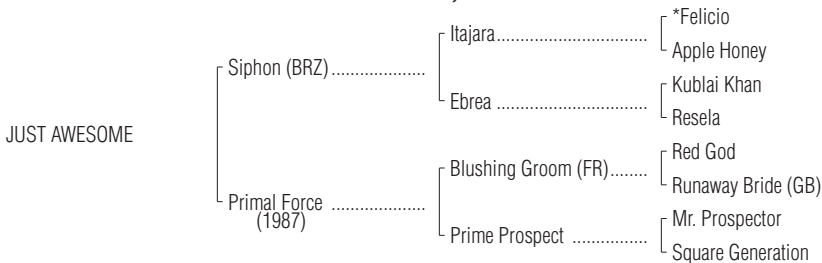 *Felicio
Itajara
Apple Honey
Siphon (BRZ)
Kublai Khan
Ebrea
Resela
JUST AWESOME
Red God
Blushing Groom (FR)
Runaway Bride (GB)
Primal Force
(1987)
Mr. Prospector
Prime Prospect
Square Generation